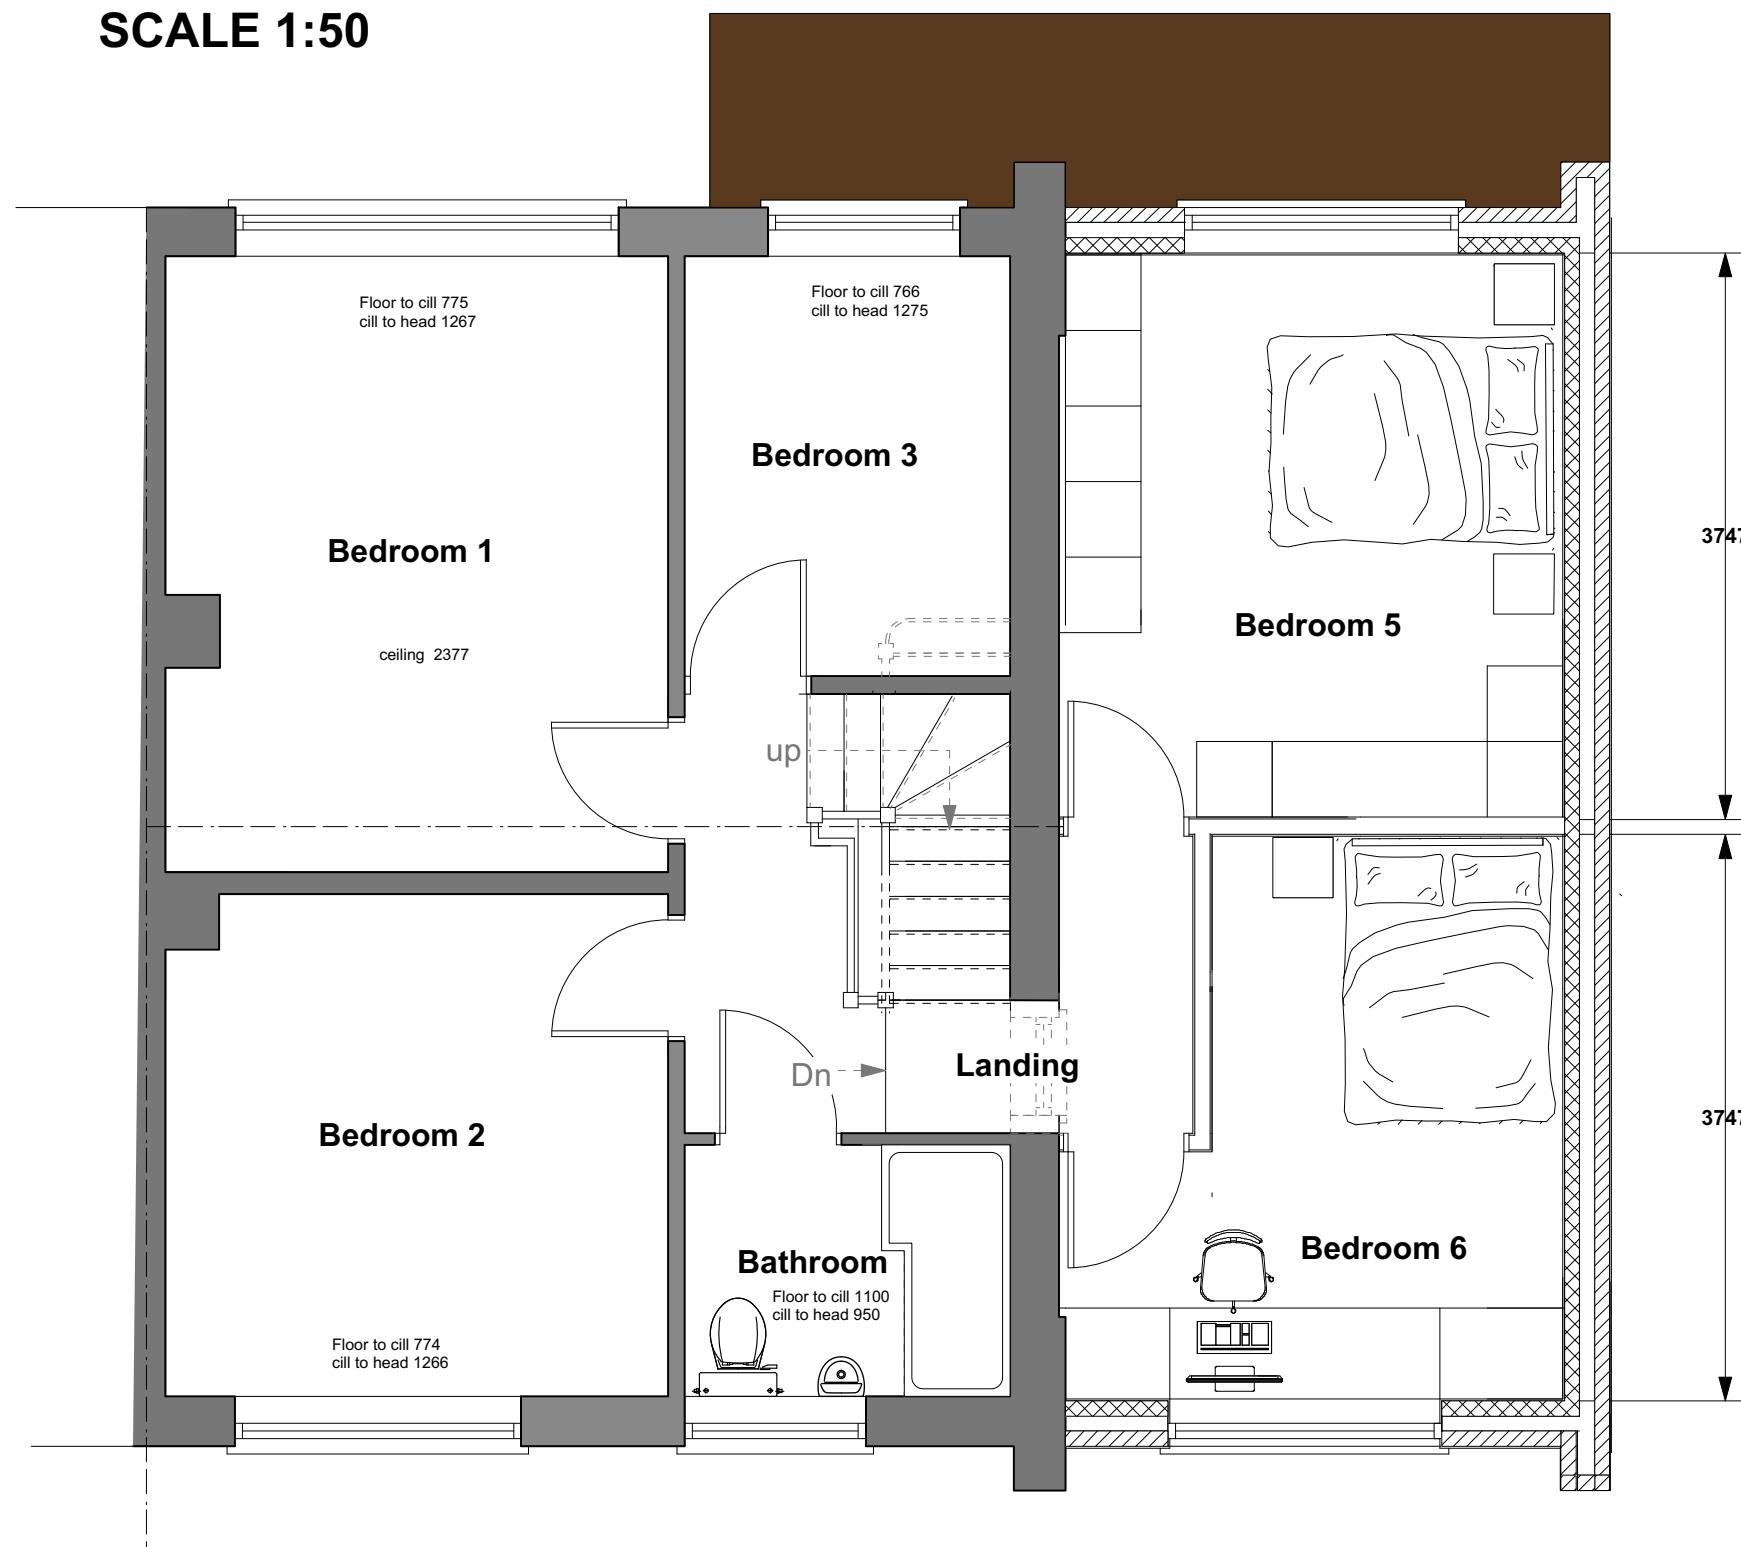 SCALE 1:50
Floor to cill 775
cill to head 1267
Floor to cill 766
cill to head 1275
Bedroom 3
3747
Bedroom 1
Bedroom 5
ceiling 2377
up
Landing
Dn
Bedroom 2
3747
Bedroom 6
Bathroom
Floor to cill 1100
cill to head 950
Floor to cill 774
cill to head 1266